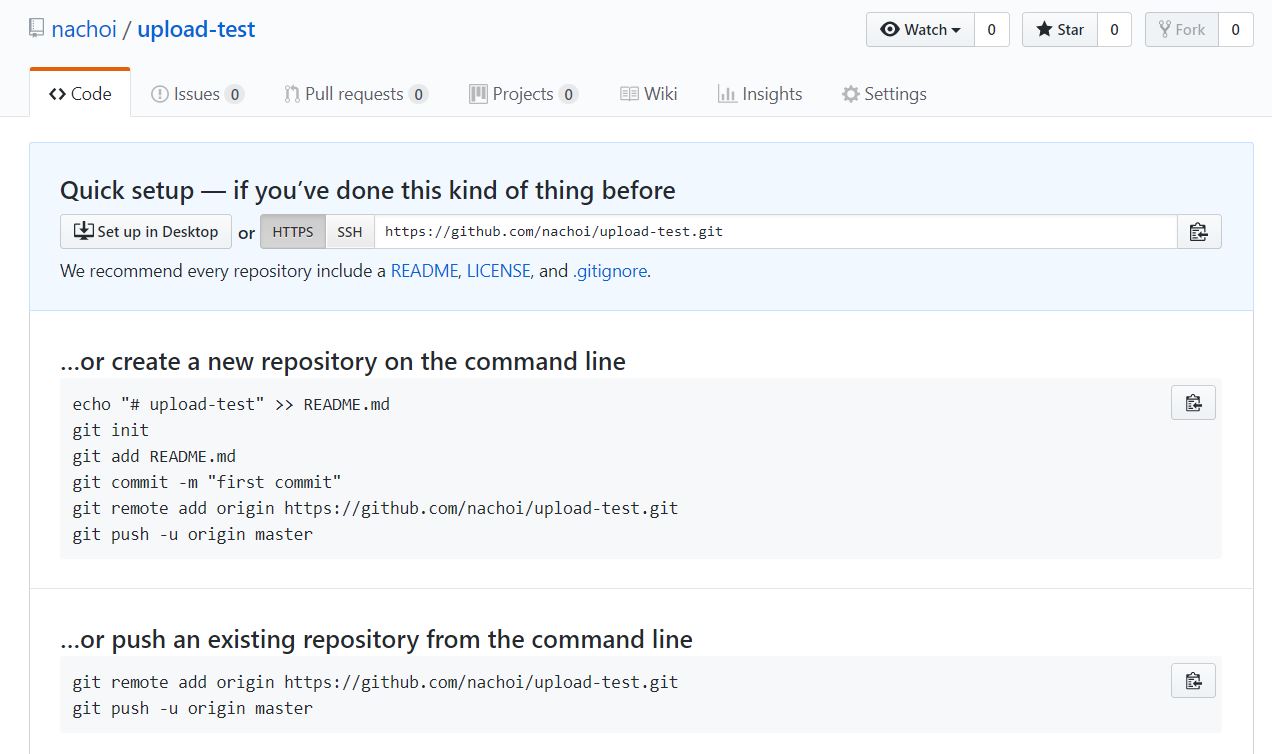 nachoi / upload-test
Watch 0 Star 0 Fork 0
Code Issues 0 Pull requests 0 Projects 0 Wiki Insights Settings
Quick setup — if you’ve done this kind of thing before
Set up in Desktop or HTTPS SSH https://github.com/nachoi/upload-test.git
We recommend every repository include a README, LICENSE, and .gitignore.
…or create a new repository on the command line
echo "# upload-test" >> README.md
git init
git add README.md
git commit -m "first commit"
git remote add origin https://github.com/nachoi/upload-test.git
git push -u origin master
…or push an existing repository from the command line
git remote add origin https://github.com/nachoi/upload-test.git
git push -u origin master